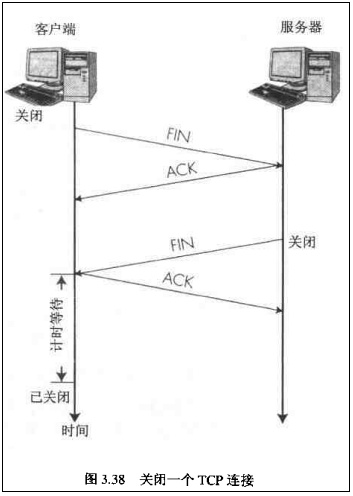 客户端
服务器
关闭
FIN
ACK
FIN
关闭
ACK
计时等待
已关闭
时间
图 3.38 关闭一个 TCP 连接